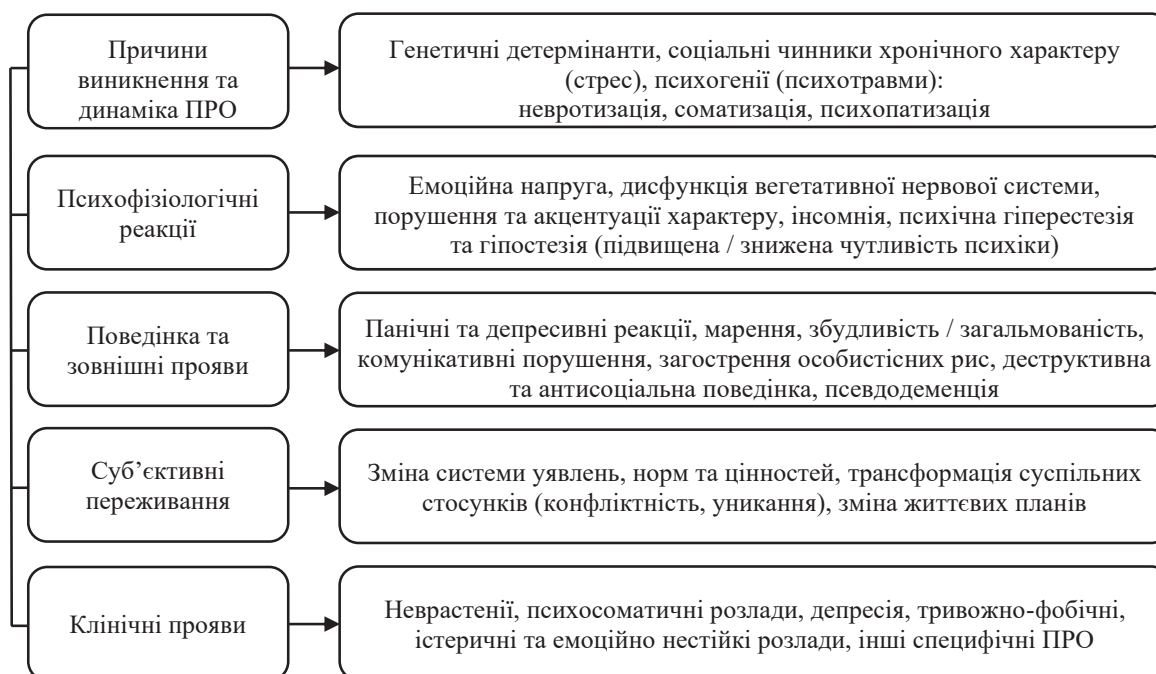 Причини
виникнення та
динаміка ПРО
Генетичні детермінанти, соціальні чинники хронічного характеру
(стрес), психогенії (психотравми):
невротизація, соматизація, психопатизація
Психофізіологічні
реакції
Емоційна напруга, дисфункція вегетативної нервової системи,
порушення та акцентуації характеру, інсомнія, психічна гіперестезія
та гіпостезія (підвищена / знижена чутливість психіки)
Поведінка та
зовнішні прояви
Панічні та депресивні реакції, марення, збудливість / загальмованість,
комунікативні порушення, загострення особистісних рис, деструктивна
та антисоціальна поведінка, псевдодеменція
Суб’єктивні
переживання
Зміна системи уявлень, норм та цінностей, трансформація суспільних
стосунків (конфліктність, уникання), зміна життєвих планів
Клінічні прояви
Неврастенії, психосоматичні розлади, депресія, тривожно-фобічні,
істеричні та емоційно нестійкі розлади, інші специфічні ПРО